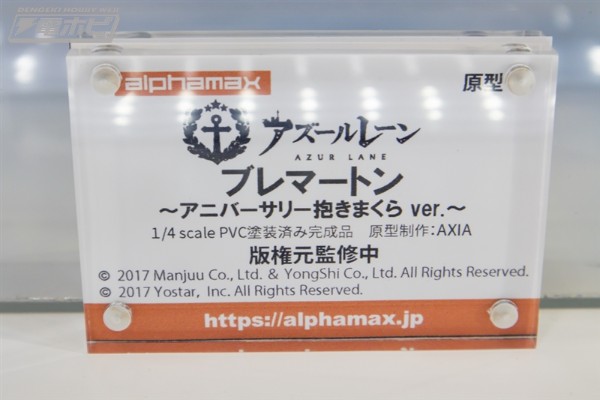 DENGEKI HOBBY WEB
電ホビ
alphamax
原型
アズールレーン
AZUR LANE
ブレマートン
～アニバーサリー抱きまくら ver.～
1/4 scale PVC塗装済み完成品 原型制作：AXIA
版権元監修中
© 2017 Manjuu Co., Ltd. & YongShi Co., Ltd. All Rights Reserved.
© 2017 Yostar, Inc. All Rights Reserved.
https://alphamax.jp